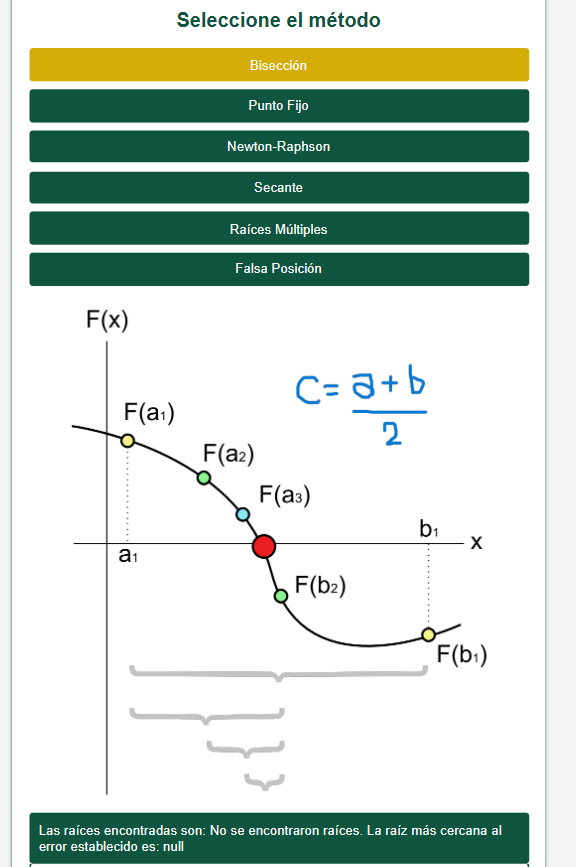 Seleccione el método
Bisección
Punto Fijo
Newton-Raphson
Secante
Raíces Múltiples
Falsa Posición
F(x)
C = a + b
2
F(a₁)
F(a₂)
F(a₃)
b₁
x
a₁
F(b₂)
F(b₁)
Las raíces encontradas son: No se encontraron raíces. La raíz más cercana al
error establecido es: null